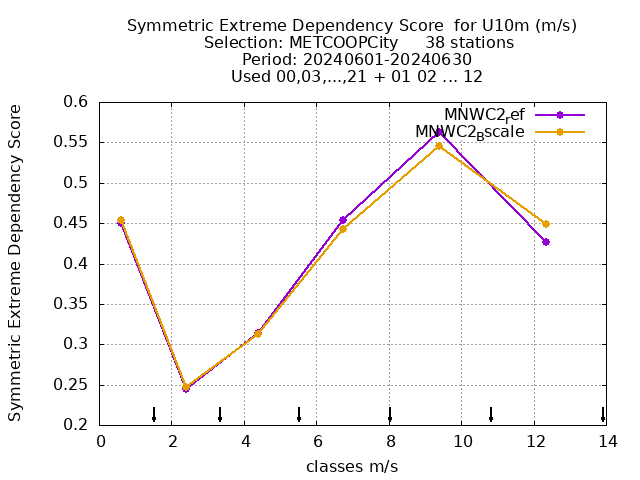 Symmetric Extreme Dependency Score  for U10m (m/s)
Selection: METCOOPCity     38 stations
Period: 20240601-20240630
Used 00,03,...,21 + 01 02 ... 12
Symmetric Extreme Dependency Score
0.6
0.55
0.5
0.45
0.4
0.35
0.3
0.25
0.2
MNWC2ref
MNWC2Bscale
0 2 4 6 8 10 12 14
classes m/s